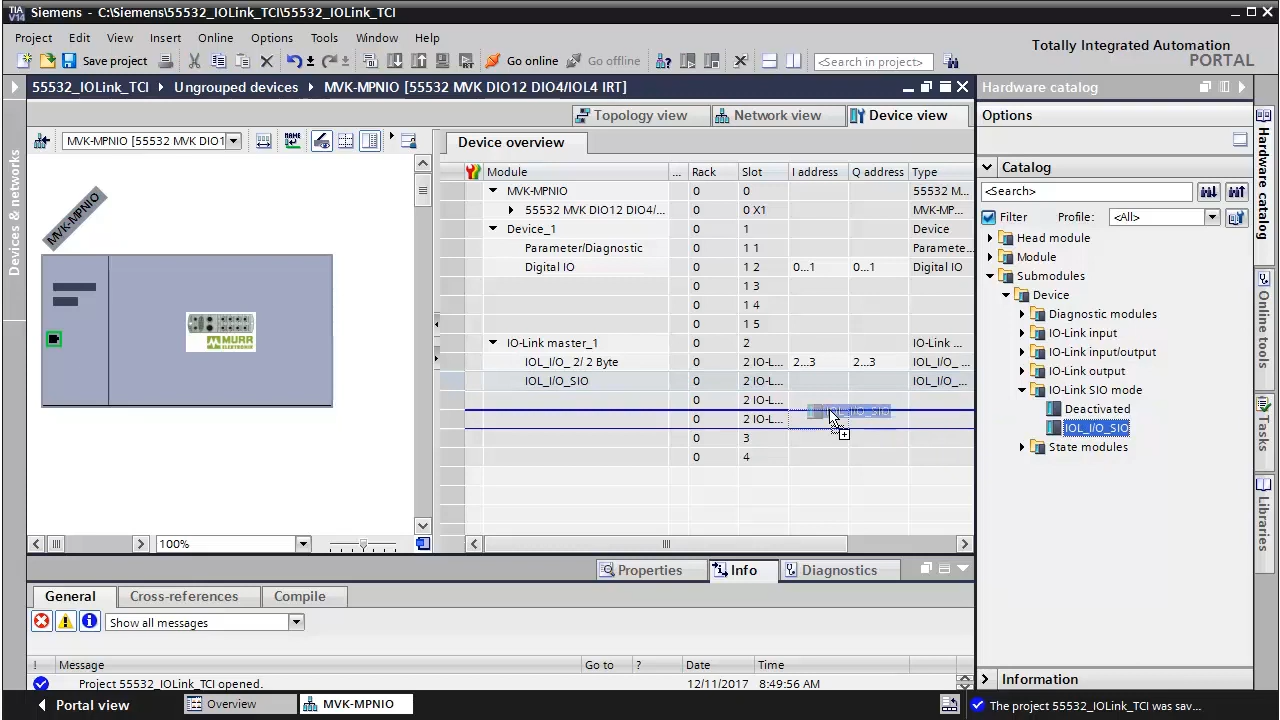 TIA V14 Siemens - C:\Siemens\55532_IOLink_TCI\55532_IOLink_TCI
Project Edit View Insert Online Options Tools Window Help
Totally Integrated Automation
PORTAL
Save project Go online Go offline <Search in project>
55532_IOLink_TCI Ungrouped devices MVK-MPNIO [55532 MVK DIO12 DIO4/IOL4 IRT]
Topology view Network view Device view
MVK-MPNIO [55532 MVK DIO1
Devices & networks
MVK-MPNIO
MURR
ELEKTRONIK
100%
Device overview
Module ... Rack Slot I address Q address Type
MVK-MPNIO 0 0 55532 M...
55532 MVK DIO12 DIO4/... 0 0 X1 MVK-MP...
Device_1 0 1 Device
Parameter/Diagnostic 0 1 1 Paramete...
Digital IO 0 1 2 0...1 0...1 Digital IO
0 1 3
0 1 4
0 1 5
IO-Link master_1 0 2 IO-Link ...
IOL_I/O_ 2/ 2 Byte 0 2 IO-L... 2...3 2...3 IOL_I/O_ ...
IOL_I/O_SIO 0 2 IO-L... IOL_I/O_...
0 2 IO-L...
IOL_I/O_SIO
0 2 IO-L...
0 3
0 4
Properties Info Diagnostics
General Cross-references Compile
Show all messages
! Message Go to ? Date Time
Project 55532_IOLink_TCI opened. 12/11/2017 8:49:56 AM
Portal view Overview MVK-MPNIO The project 55532_IOLink_TCI was sav...
Hardware catalog
Options
Catalog
<Search>
Filter Profile: <All>
Head module
Module
Submodules
Device
Diagnostic modules
IO-Link input
IO-Link input/output
IO-Link output
IO-Link SIO mode
Deactivated
IOL_I/O_SIO
State modules
Information
Hardware catalog
Online tools
Tasks
Libraries